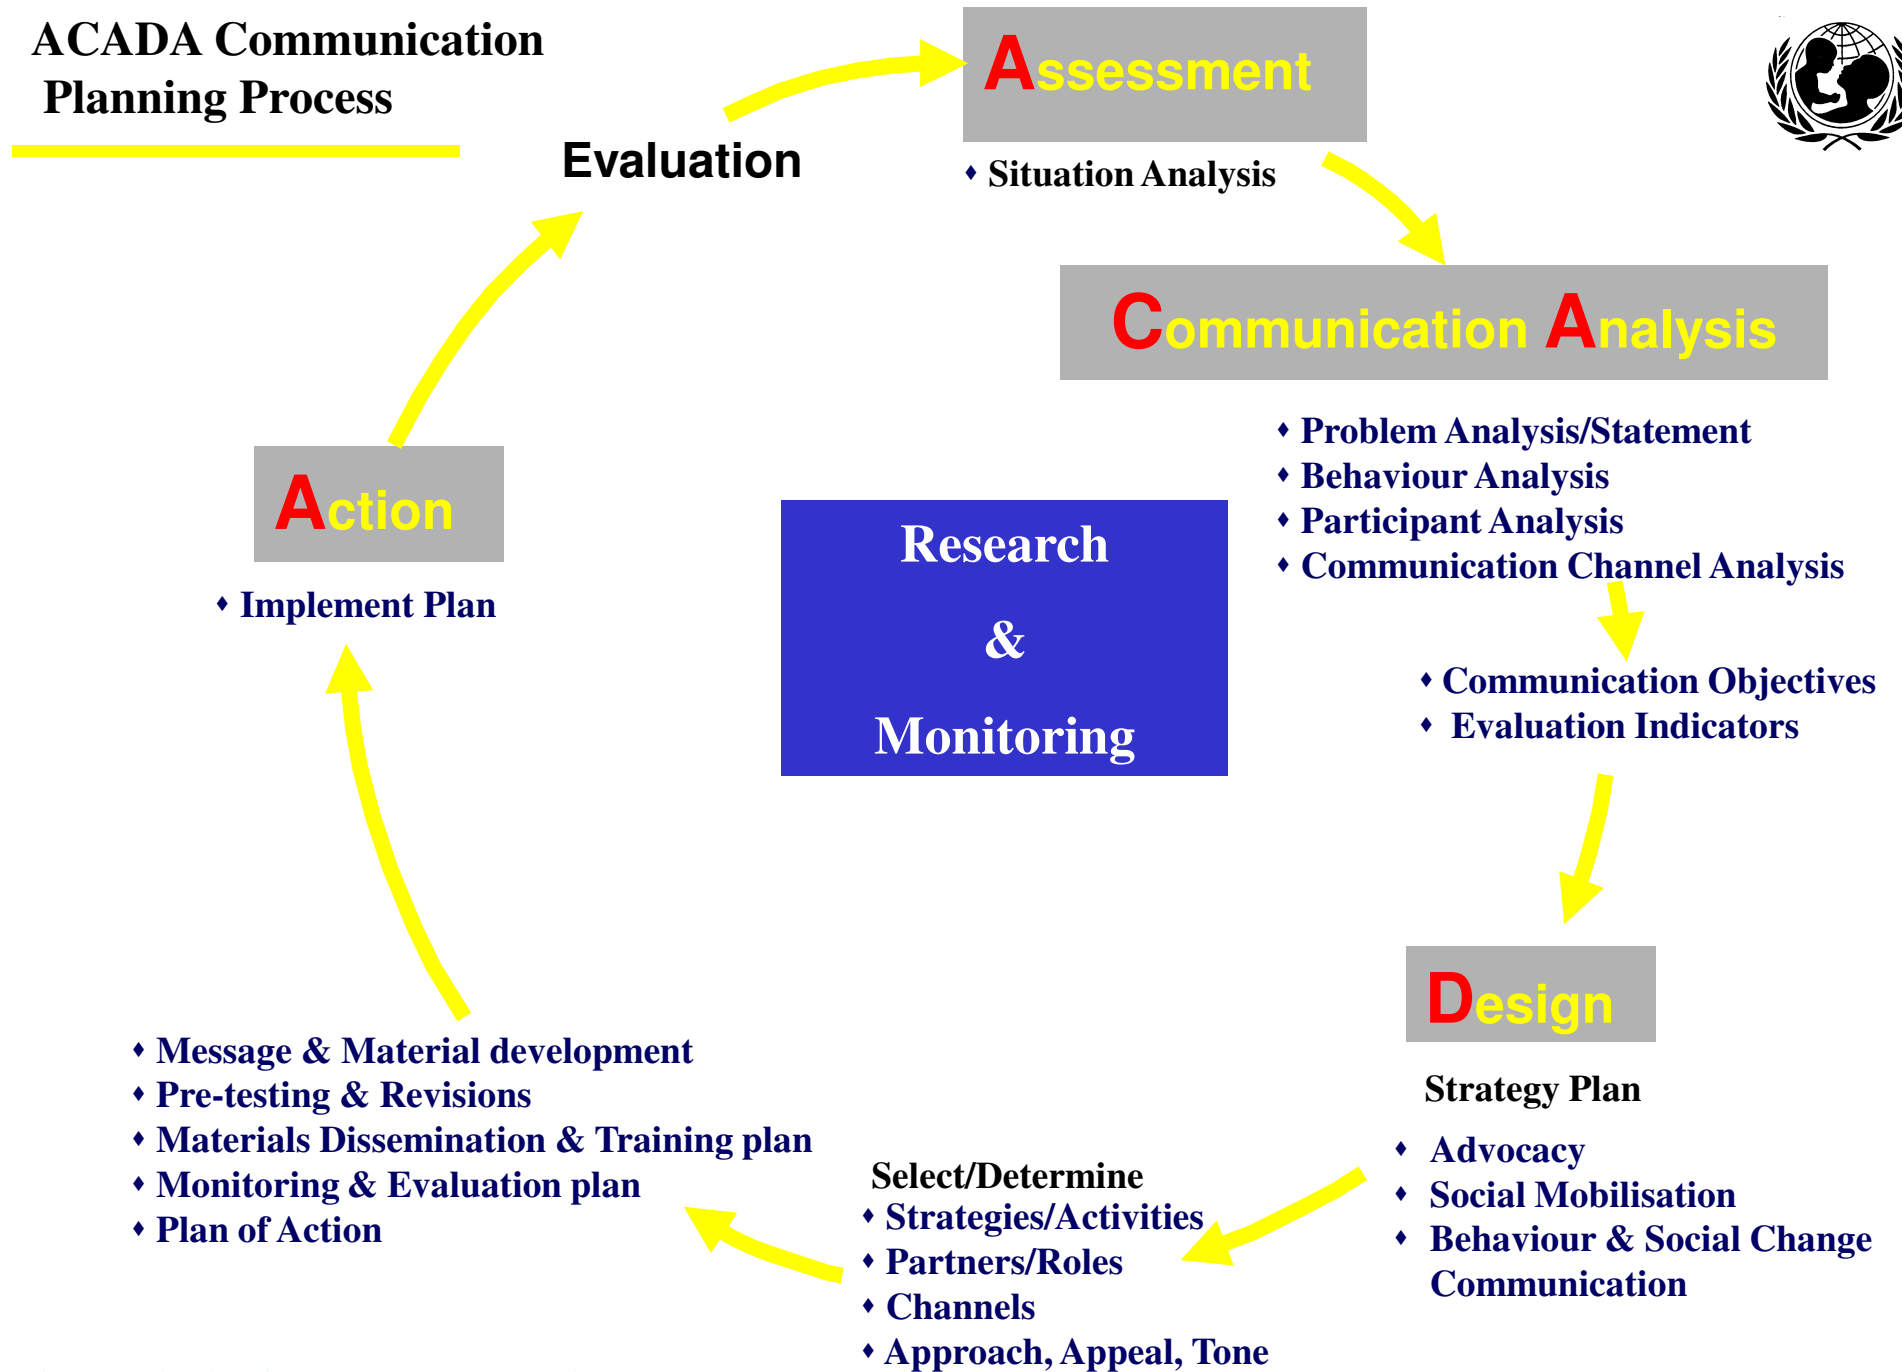 ACADA Communication
Planning Process
Evaluation
Assessment
♦ Situation Analysis
Communication Analysis
♦ Problem Analysis/Statement
♦ Behaviour Analysis
♦ Participant Analysis
♦ Communication Channel Analysis
♦ Communication Objectives
♦ Evaluation Indicators
Design
Strategy Plan
♦ Advocacy
♦ Social Mobilisation
♦ Behaviour & Social Change
Communication
Select/Determine
♦ Strategies/Activities
♦ Partners/Roles
♦ Channels
♦ Approach, Appeal, Tone
♦ Message & Material development
♦ Pre-testing & Revisions
♦ Materials Dissemination & Training plan
♦ Monitoring & Evaluation plan
♦ Plan of Action
Action
♦ Implement Plan
Research
&
Monitoring